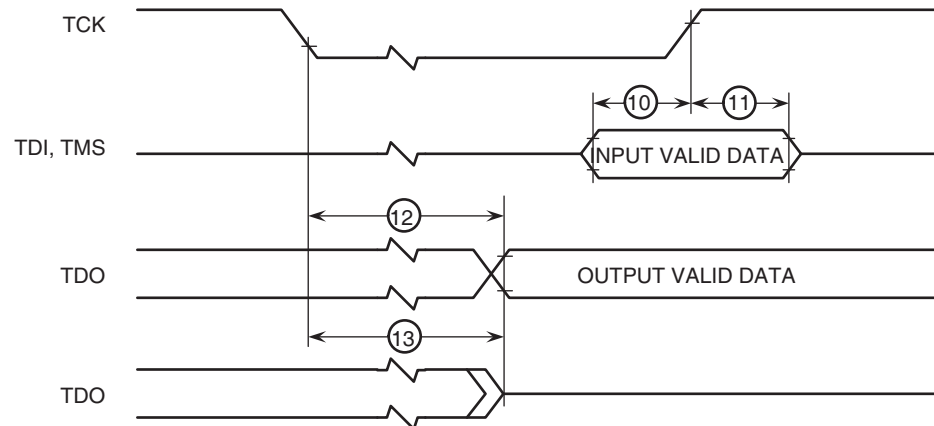 TCK
10
11
TDI, TMS
INPUT VALID DATA
12
TDO
OUTPUT VALID DATA
13
TDO